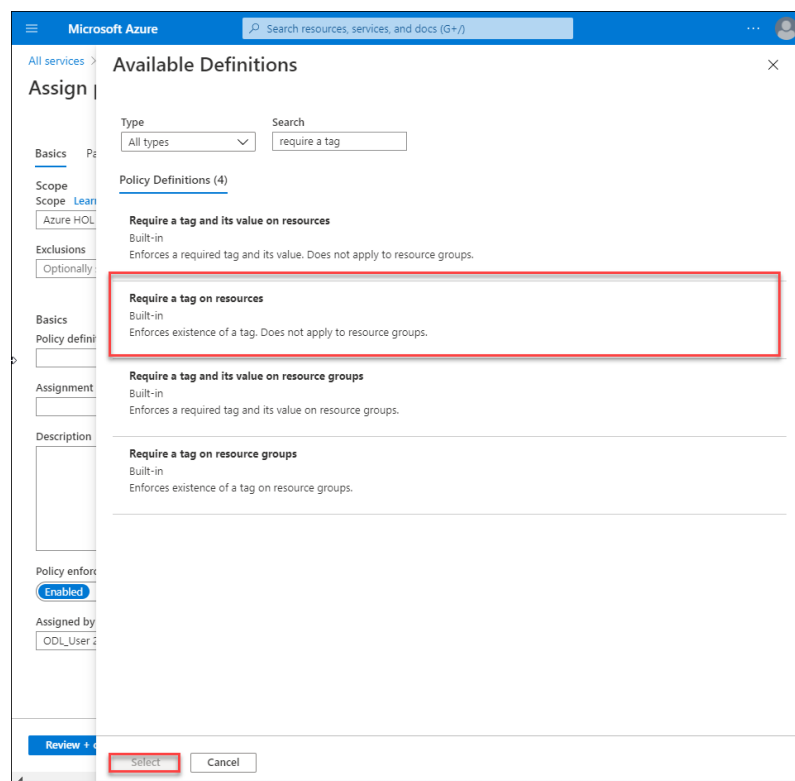 Microsoft Azure
Search resources, services, and docs (G+/)
All services >
Assign
Available Definitions
Type
Search
All types
require a tag
Basics
Policy Definitions (4)
Scope
Scope
Azure HOL
Require a tag and its value on resources
Built-in
Enforces a required tag and its value. Does not apply to resource groups.
Exclusions
Optionally
Require a tag on resources
Built-in
Enforces existence of a tag. Does not apply to resource groups.
Basics
Policy
Require a tag and its value on resource groups
Built-in
Enforces a required tag and its value on resource groups.
Assignment
Description
Require a tag on resource groups
Built-in
Enforces existence of a tag on resource groups.
Policy
Enabled
Assigned by
ODL_User
Review +
Select
Cancel